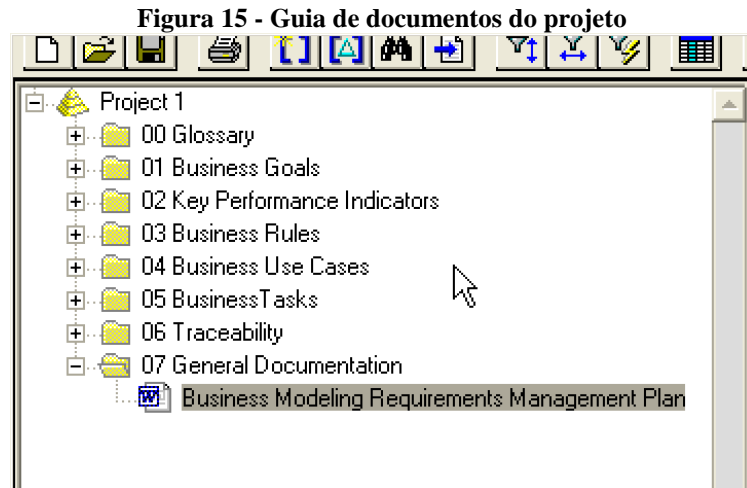 Figura 15 - Guia de documentos do projeto
Project 1
00 Glossary
01 Business Goals
02 Key Performance Indicators
03 Business Rules
04 Business Use Cases
05 BusinessTasks
06 Traceability
07 General Documentation
Business Modeling Requirements Management Plan